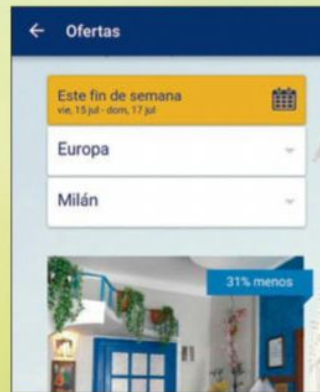 Ofertas
Este fin de semana
vie, 15 jul - dom, 17 jul
Europa
Milán
31% menos